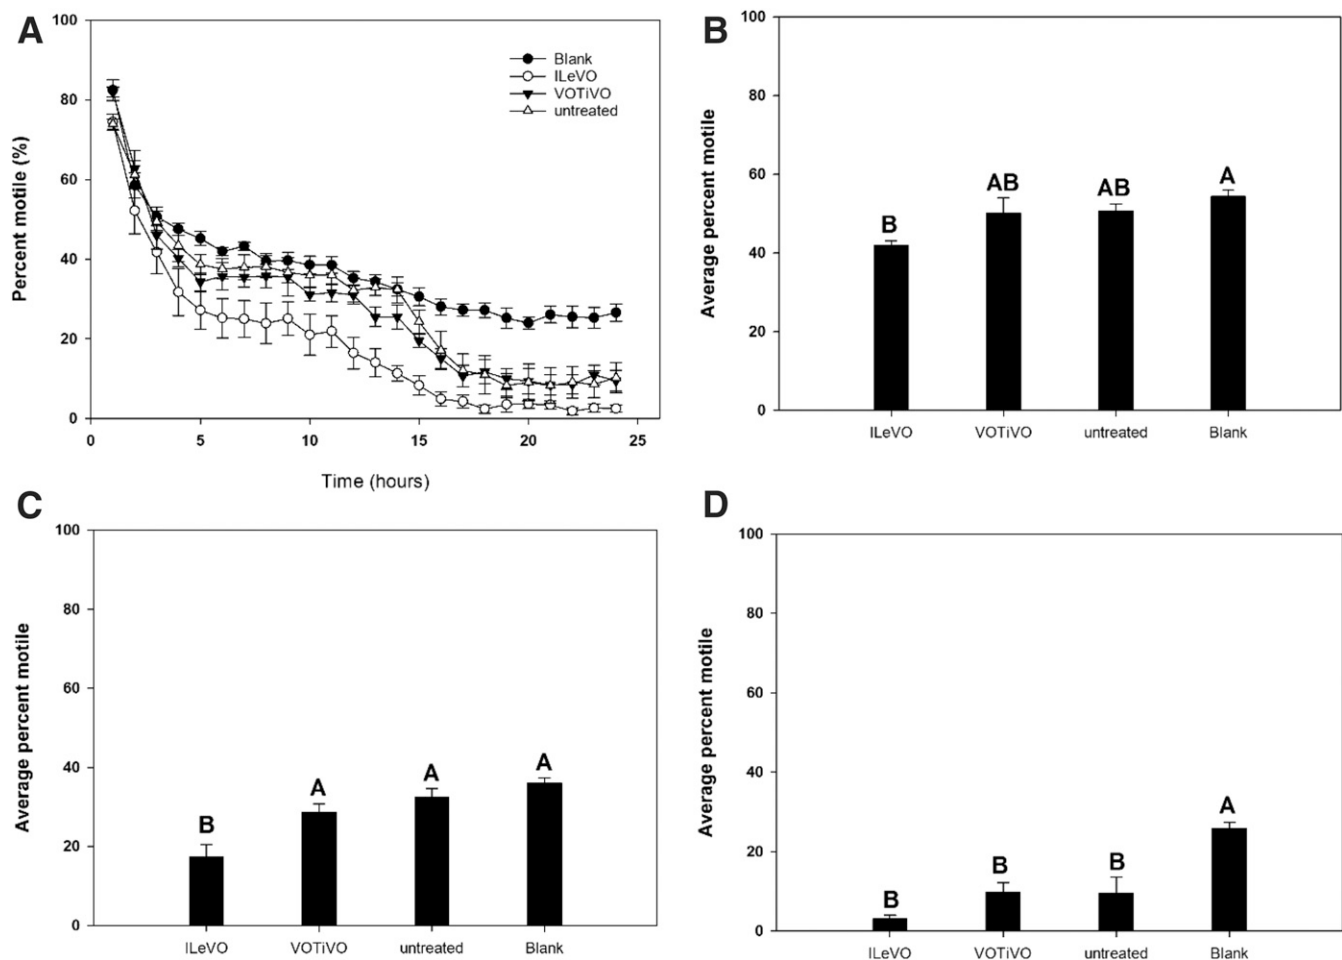 A
100
80
60
40
20
0
Percent motile (%)
Blank
ILeVO
VOTiVO
untreated
0 5 10 15 20 25
Time (hours)
B
100
80
60
40
20
0
Average percent motile
B AB AB A
ILeVO VOTiVO untreated Blank
C
100
80
60
40
20
0
Average percent motile
B A A A
ILeVO VOTiVO untreated Blank
D
100
80
60
40
20
0
Average percent motile
B B B A
ILeVO VOTiVO untreated Blank